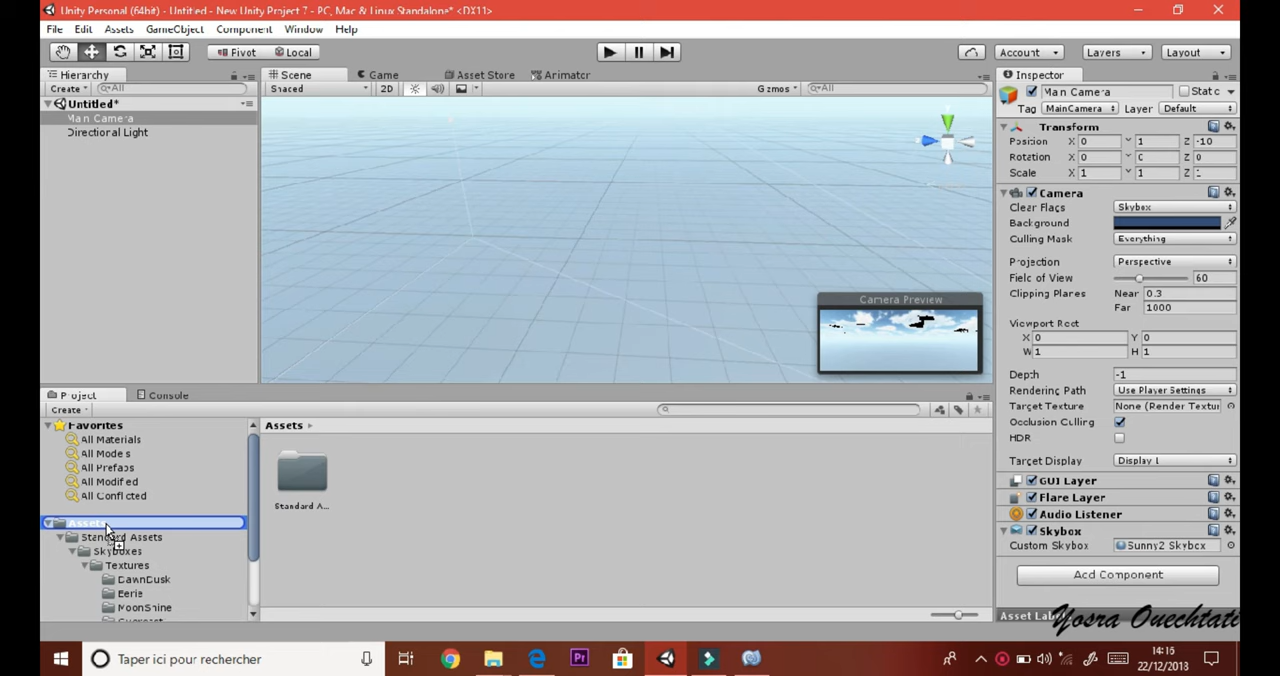 Unity Personal (64bit) - Untitled - New Unity Project 7 - PC, Mac & Linux Standalone* <DX11>
File Edit Assets GameObject Component Window Help
Pivot Local Account Layers Layout
Hierarchy
Create All
Untitled*
Main Camera
Directional Light
Scene Game Asset Store Animator
Shaded 2D Gizmos All
Camera Preview
Inspector
Main Camera Static
Tag MainCamera Layer Default
Transform
Position X 0 Y 1 Z -10
Rotation X 0 Y 0 Z 0
Scale X 1 Y 1 Z 1
Camera
Clear Flags Skybox
Background
Culling Mask Everything
Projection Perspective
Field of View 60
Clipping Planes Near 0.3
Far 1000
Viewport Rect
X 0 Y 0
W 1 H 1
Depth -1
Rendering Path Use Player Settings
Target Texture None (Render Textur
Occlusion Culling
HDR
Target Display Display 1
GUI Layer
Flare Layer
Audio Listener
Skybox
Custom Skybox Sunny2 Skybox
Add Component
Asset Lab
Project Console
Create
Favorites
All Materials
All Models
All Prefabs
All Modified
All Conflicted
Assets
Standard Assets
Skyboxes
Textures
DawnDusk
Eerie
MoonShine
Assets
Standard A...
Yosra Ouechtati
Taper ici pour rechercher
Pr
14:15
22/12/2018